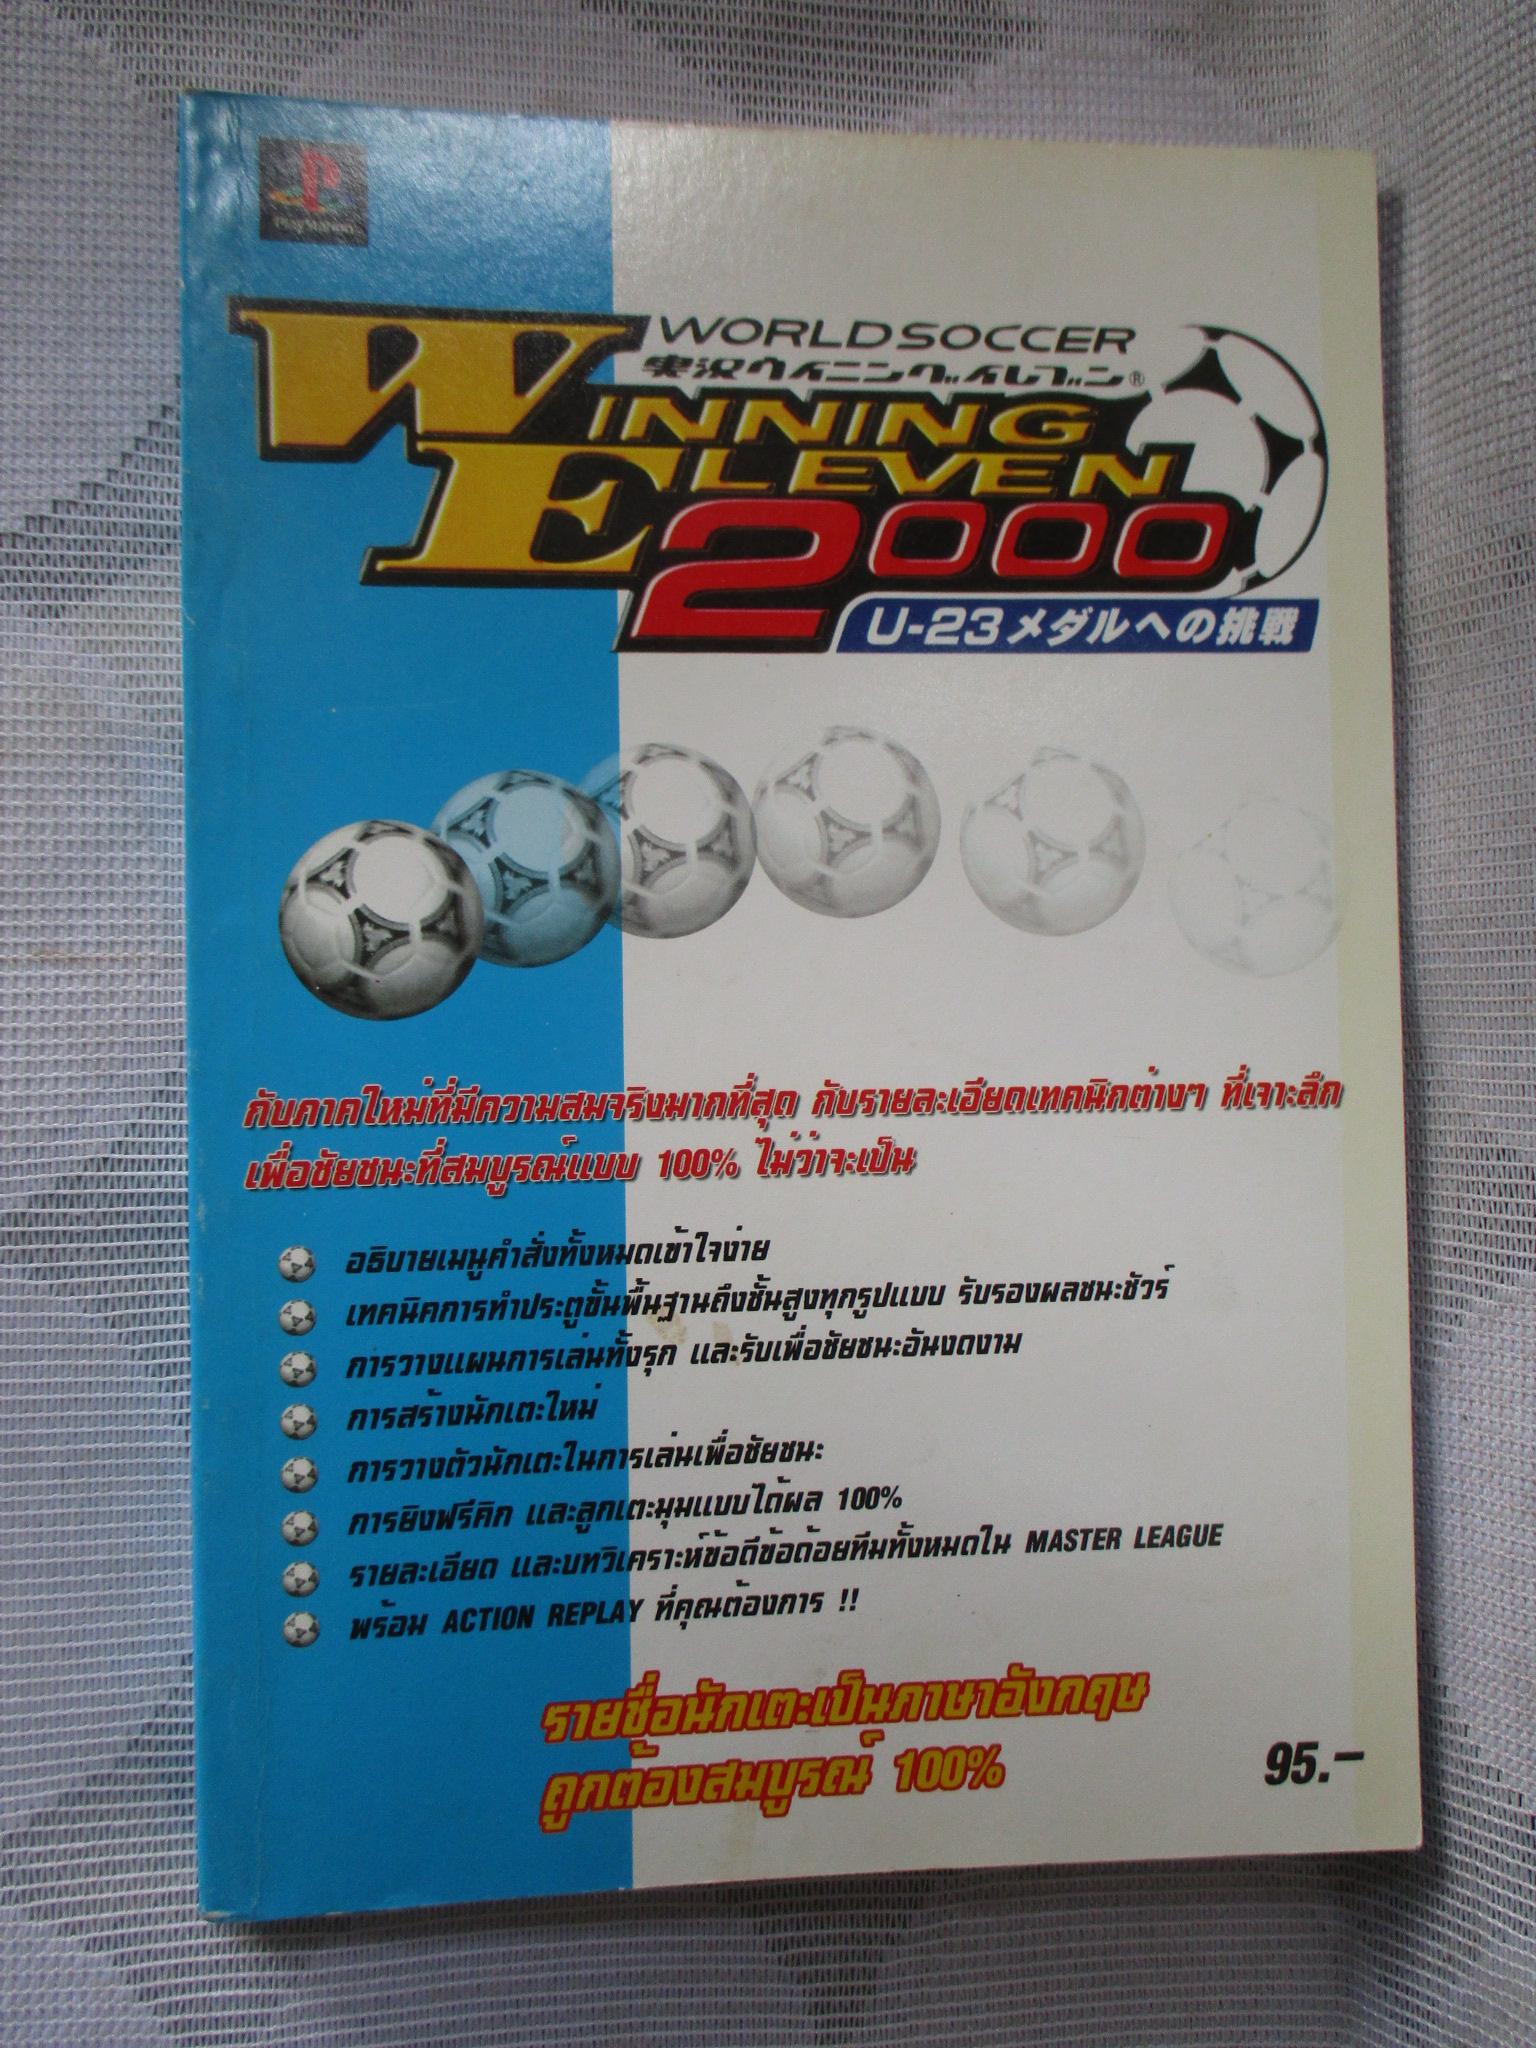 PlayStation
WORLD SOCCER
実況ウイニングイレブン®
WINNING
ELEVEN
2000
U-23メダルへの挑戦
กับภาคใหม่ที่มีความสมจริงมากที่สุด กับรายละเอียดเทคนิกต่างๆ ที่เจาะลึก
เพื่อชัยชนะที่สมบูรณ์แบบ 100% ไม่ว่าจะเป็น
อธิบายเมนูคำสั่งทั้งหมดเข้าใจง่าย
เทคนิคการทำประตูขั้นพื้นฐานถึงชั้นสูงทุกรูปแบบ รับรองผลชนะชัวร์
การวางแผนการเล่นทั้งรุก และรับเพื่อชัยชนะอันงดงาม
การสร้างนักเตะใหม่
การวางตัวนักเตะในการเล่นเพื่อชัยชนะ
การยิงฟรีคิก และลูกเตะมุมแบบได้ผล 100%
รายละเอียด และบทวิเคราะห์ข้อดีข้อด้อยทีมทั้งหมดใน MASTER LEAGUE
พร้อม ACTION REPLAY ที่คุณต้องการ !!
รายชื่อนักเตะเป็นภาษาอังกฤษ
ถูกต้องสมบูรณ์ 100%
95.-